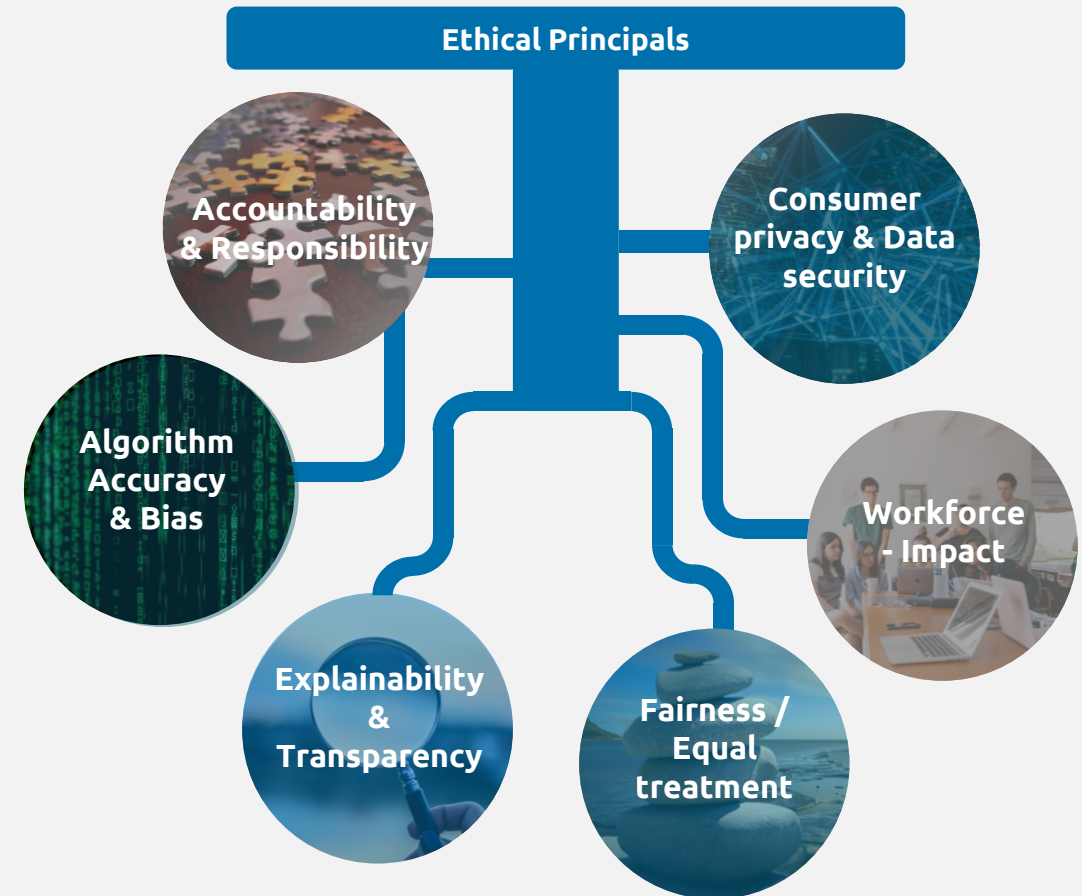 Ethical Principals
Accountability
& Responsibility
Consumer
privacy & Data
security
Algorithm
Accuracy
& Bias
Workforce
- Impact
Explainability
&
Transparency
Fairness /
Equal
treatment